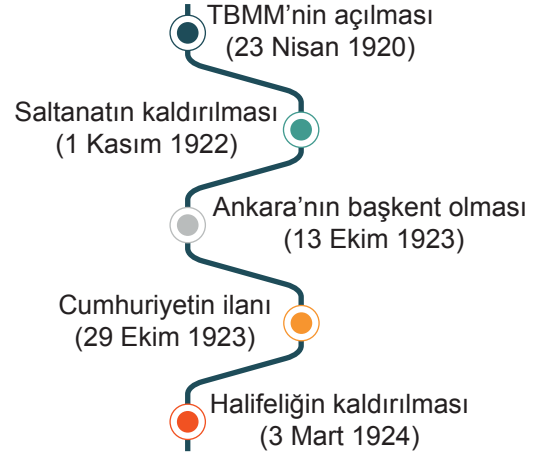 TBMM’nin açılması
(23 Nisan 1920)
Saltanatın kaldırılması
(1 Kasım 1922)
Ankara’nın başkent olması
(13 Ekim 1923)
Cumhuriyetin ilanı
(29 Ekim 1923)
Halifeliğin kaldırılması
(3 Mart 1924)